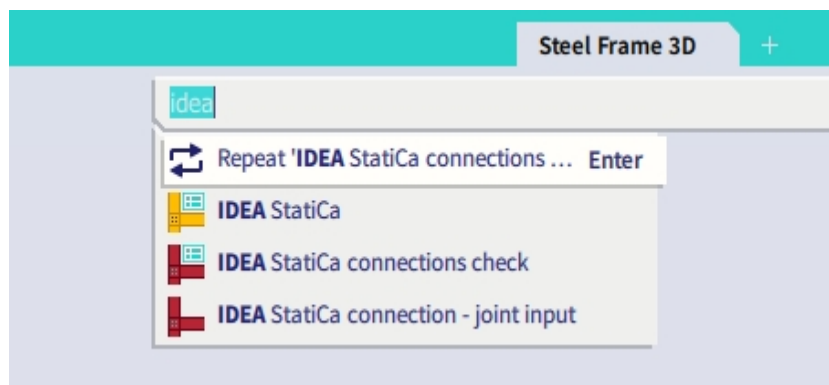 Steel Frame 3D +
idea
Repeat 'IDEA StatiCa connections ... Enter
IDEA StatiCa
IDEA StatiCa connections check
IDEA StatiCa connection - joint input